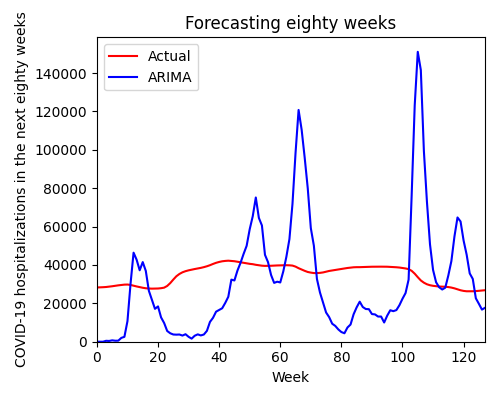 Forecasting eighty weeks
COVID-19 hospitalizations in the next eighty weeks
Actual
ARIMA
140000
120000
100000
80000
60000
40000
20000
0
0 20 40 60 80 100 120
Week